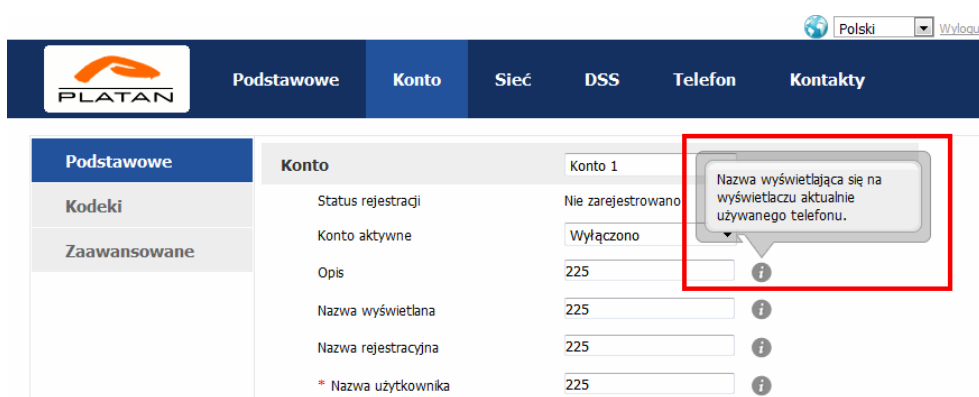 Polski Wylogu
PLATAN
Podstawowe Konto Sieć DSS Telefon Kontakty
Podstawowe
Kodeki
Zaawansowane
Konto Konto 1
Status rejestracji Nie zarejestrowano
Konto aktywne Wyłączono
Opis 225
Nazwa wyświetlana 225
Nazwa rejestracyjna 225
* Nazwa użytkownika 225
Nazwa wyświetlająca się na
wyświetlaczu aktualnie
używanego telefonu.